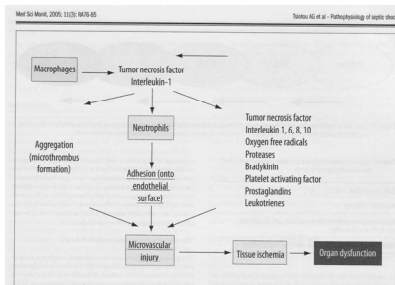 Med Sci Monit, 2005; 11(3): RA76-85
Tsiotou AG et al – Pathophysiology of septic shock
Macrophages
Tumor necrosis factor
Interleukin-1
Neutrophils
Aggregation
(microthrombus
formation)
Adhesion (onto
endothelial
surface)
Tumor necrosis factor
Interleukin 1, 6, 8, 10
Oxygen free radicals
Proteases
Bradykinin
Platelet activating factor
Prostaglandins
Leukotrienes
Microvascular
injury
Tissue ischemia
Organ dysfunction